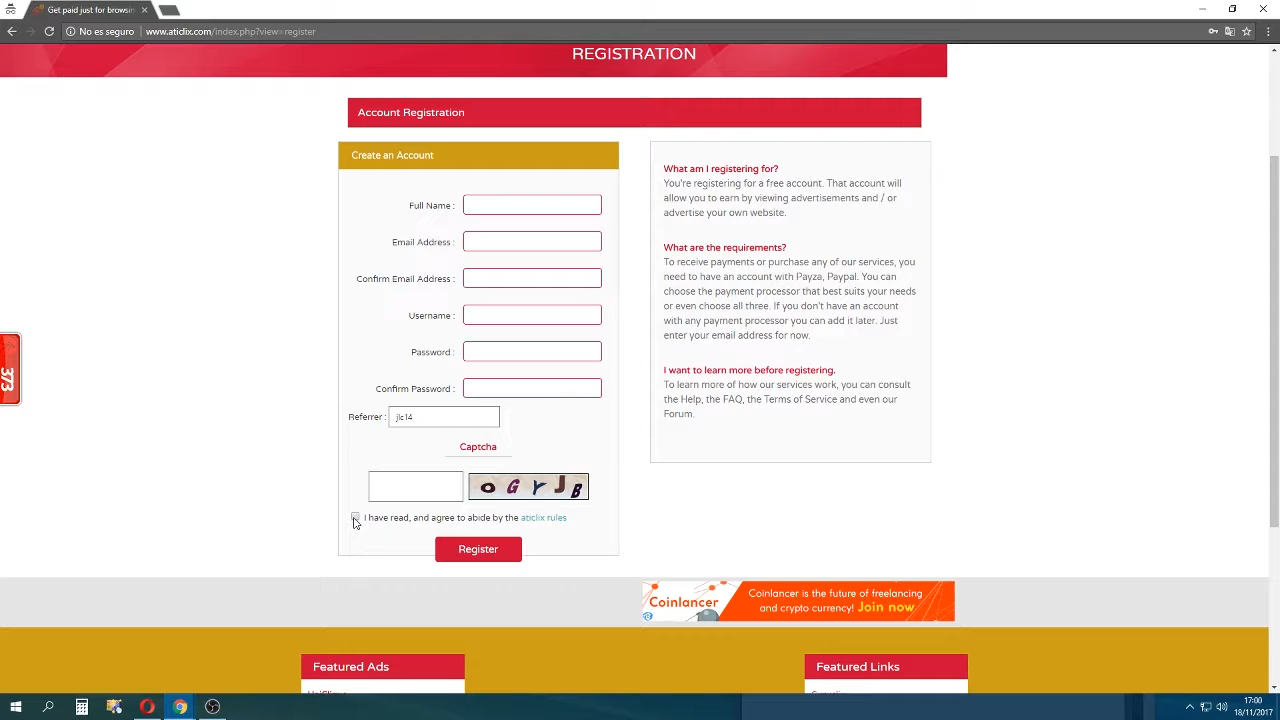 Get paid just for browsin
No es seguro
www.aticlix.com/index.php?view=register
REGISTRATION
Account Registration
Create an Account
Full Name :
Email Address :
Confirm Email Address :
Username :
Password :
Confirm Password :
Referrer :
jlc14
Captcha
O G Y J B
I have read, and agree to abide by the aticlix rules
Register
What am I registering for?
You're registering for a free account. That account will
allow you to earn by viewing advertisements and / or
advertise your own website.
What are the requirements?
To receive payments or purchase any of our services, you
need to have an account with Payza, Paypal. You can
choose the payment processor that best suits your needs
or even choose all three. If you don't have an account
with any payment processor you can add it later. Just
enter your email address for now.
I want to learn more before registering.
To learn more of how our services work, you can consult
the Help, the FAQ, the Terms of Service and even our
Forum.
373
Coinlancer
Coinlancer is the future of freelancing
and crypto currency! Join now
Featured Ads
Featured Links
17:00
18/11/2017